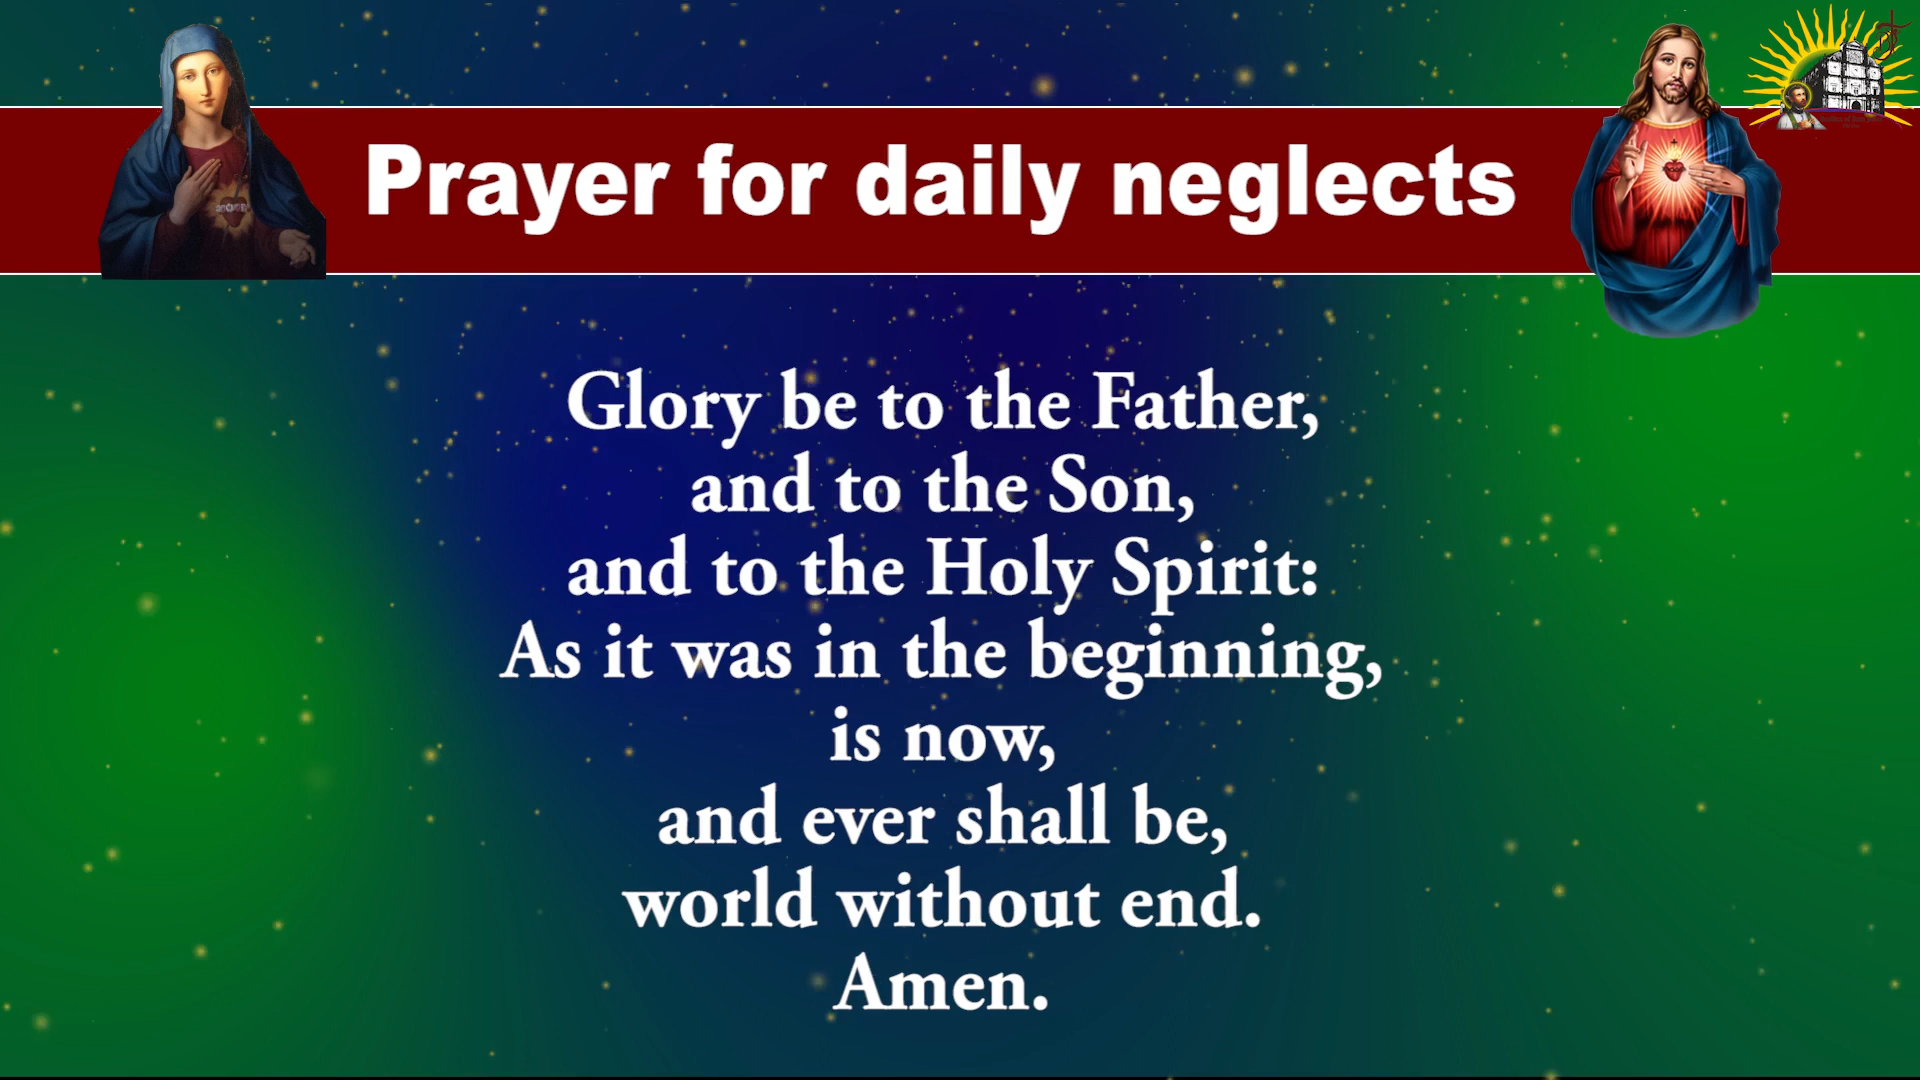 Prayer for daily neglects
Glory be to the Father,
and to the Son,
and to the Holy Spirit:
As it was in the beginning,
is now,
and ever shall be,
world without end.
Amen.